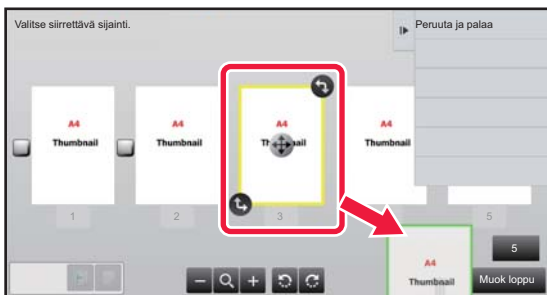 Valitse siirrettävä sijainti.
Peruuta ja palaa
A4
Thumbnail
A4
Thumbnail
A4
Thumbnail
A4
Thumbnail
1
2
3
5
A4
Thumbnail
5
Muok loppu